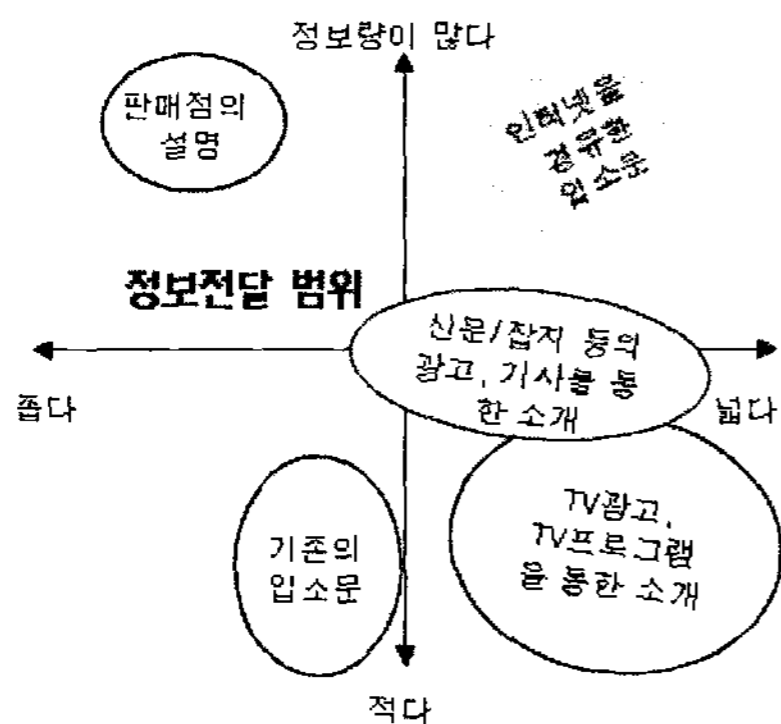 정보량이 많다
판매점의
설명
인터넷을
경유한
입소문
정보전달 범위
신문/잡지 등의
광고, 기사를 통
한 소개
좁다
넓다
기존의
입소문
TV광고,
TV프로그램
을 통한 소개
적다